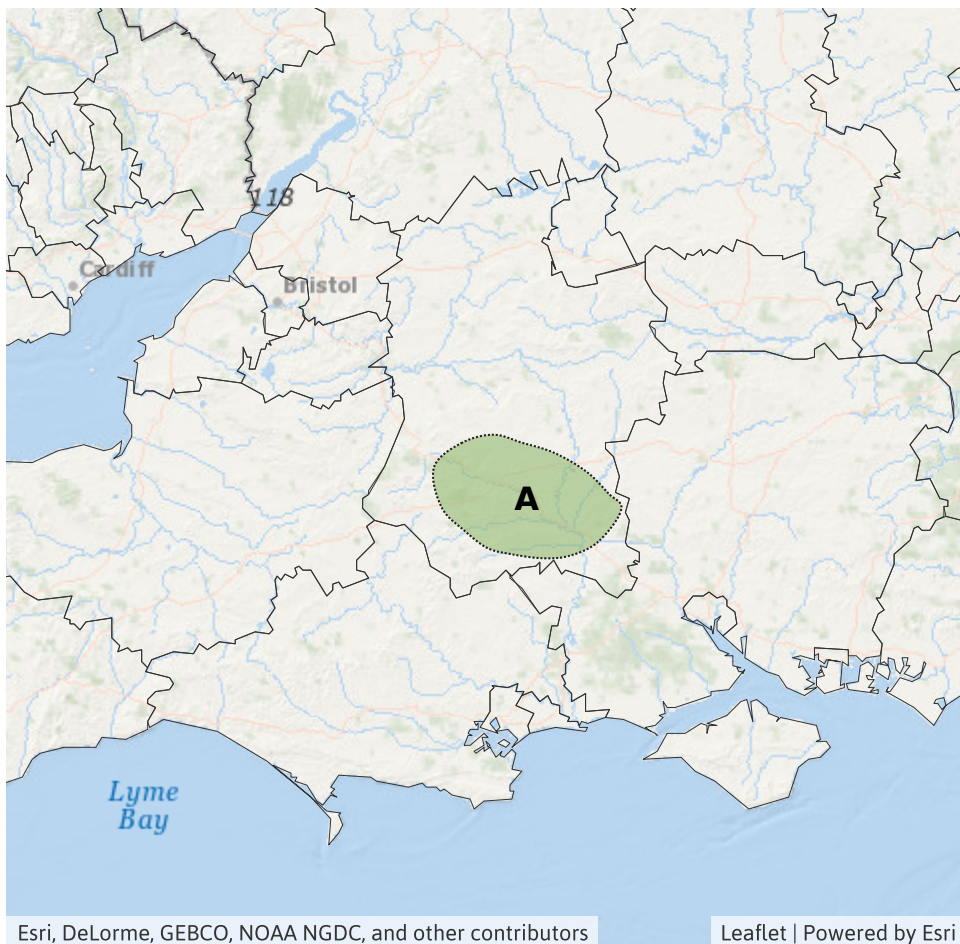 118
Cardiff
Bristol
A
Lyme
Bay
Esri, DeLorme, GEBCO, NOAA NGDC, and other contributors
Leaflet | Powered by Esri